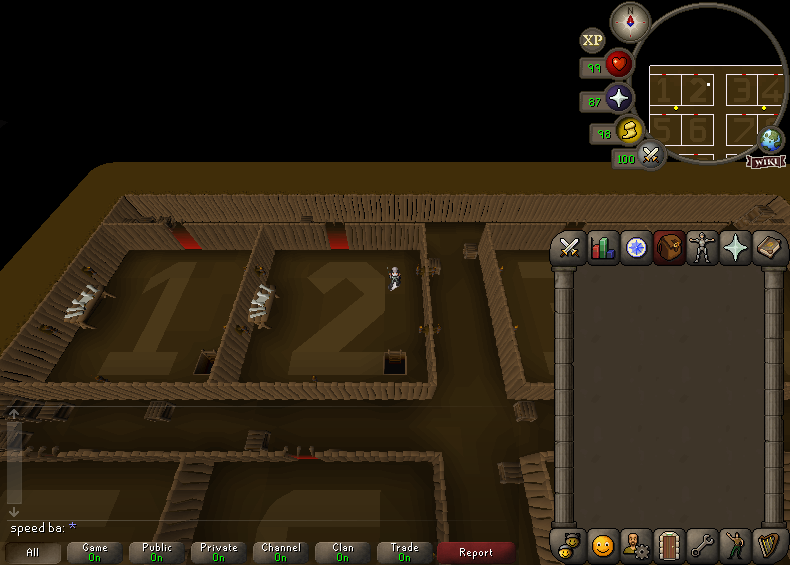 N
XP
99
87
98
100
1 2 3 4
5 6 7 8
WIKI
1 2
speed ba: *
All
Game
On
Public
On
Private
On
Channel
On
Clan
On
Trade
On
Report